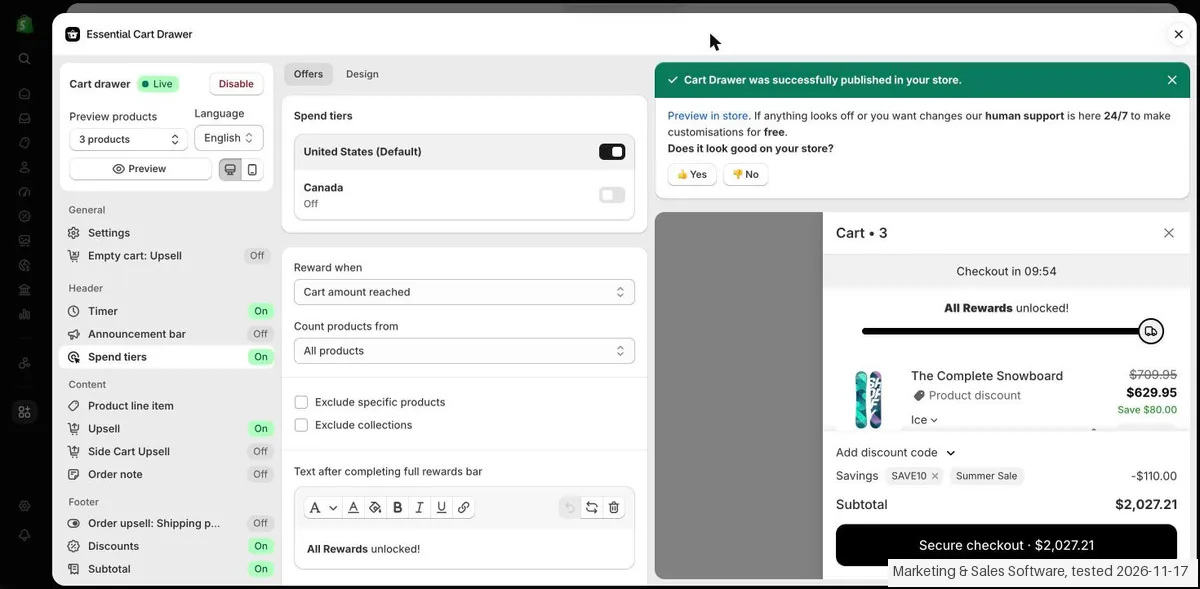 Essential Cart Drawer
Cart drawer
Live
Disable
Preview products
Language
3 products
English
Preview
General
Settings
Empty cart: Upsell
Off
Header
Timer
On
Announcement bar
Off
Spend tiers
On
Content
Product line item
Upsell
On
Side Cart Upsell
Off
Order note
Off
Footer
Order upsell: Shipping p...
Off
Discounts
On
Subtotal
On
Offers
Design
Spend tiers
United States (Default)
Canada
Off
Reward when
Cart amount reached
Count products from
All products
Exclude specific products
Exclude collections
Text after completing full rewards bar
A
A
B
I
U
All Rewards unlocked!
Cart Drawer was successfully published in your store.
Preview in store. If anything looks off or you want changes our human support is here 24/7 to make
customisations for free.
Does it look good on your store?
👍 Yes
👎 No
Cart • 3
Checkout in 09:54
All Rewards unlocked!
The Complete Snowboard
$709.95
Product discount
$629.95
Save $80.00
Ice
Add discount code
Savings
SAVE10
Summer Sale
-$110.00
Subtotal
$2,027.21
Secure checkout · $2,027.21
Marketing & Sales Software, tested 2026-11-17